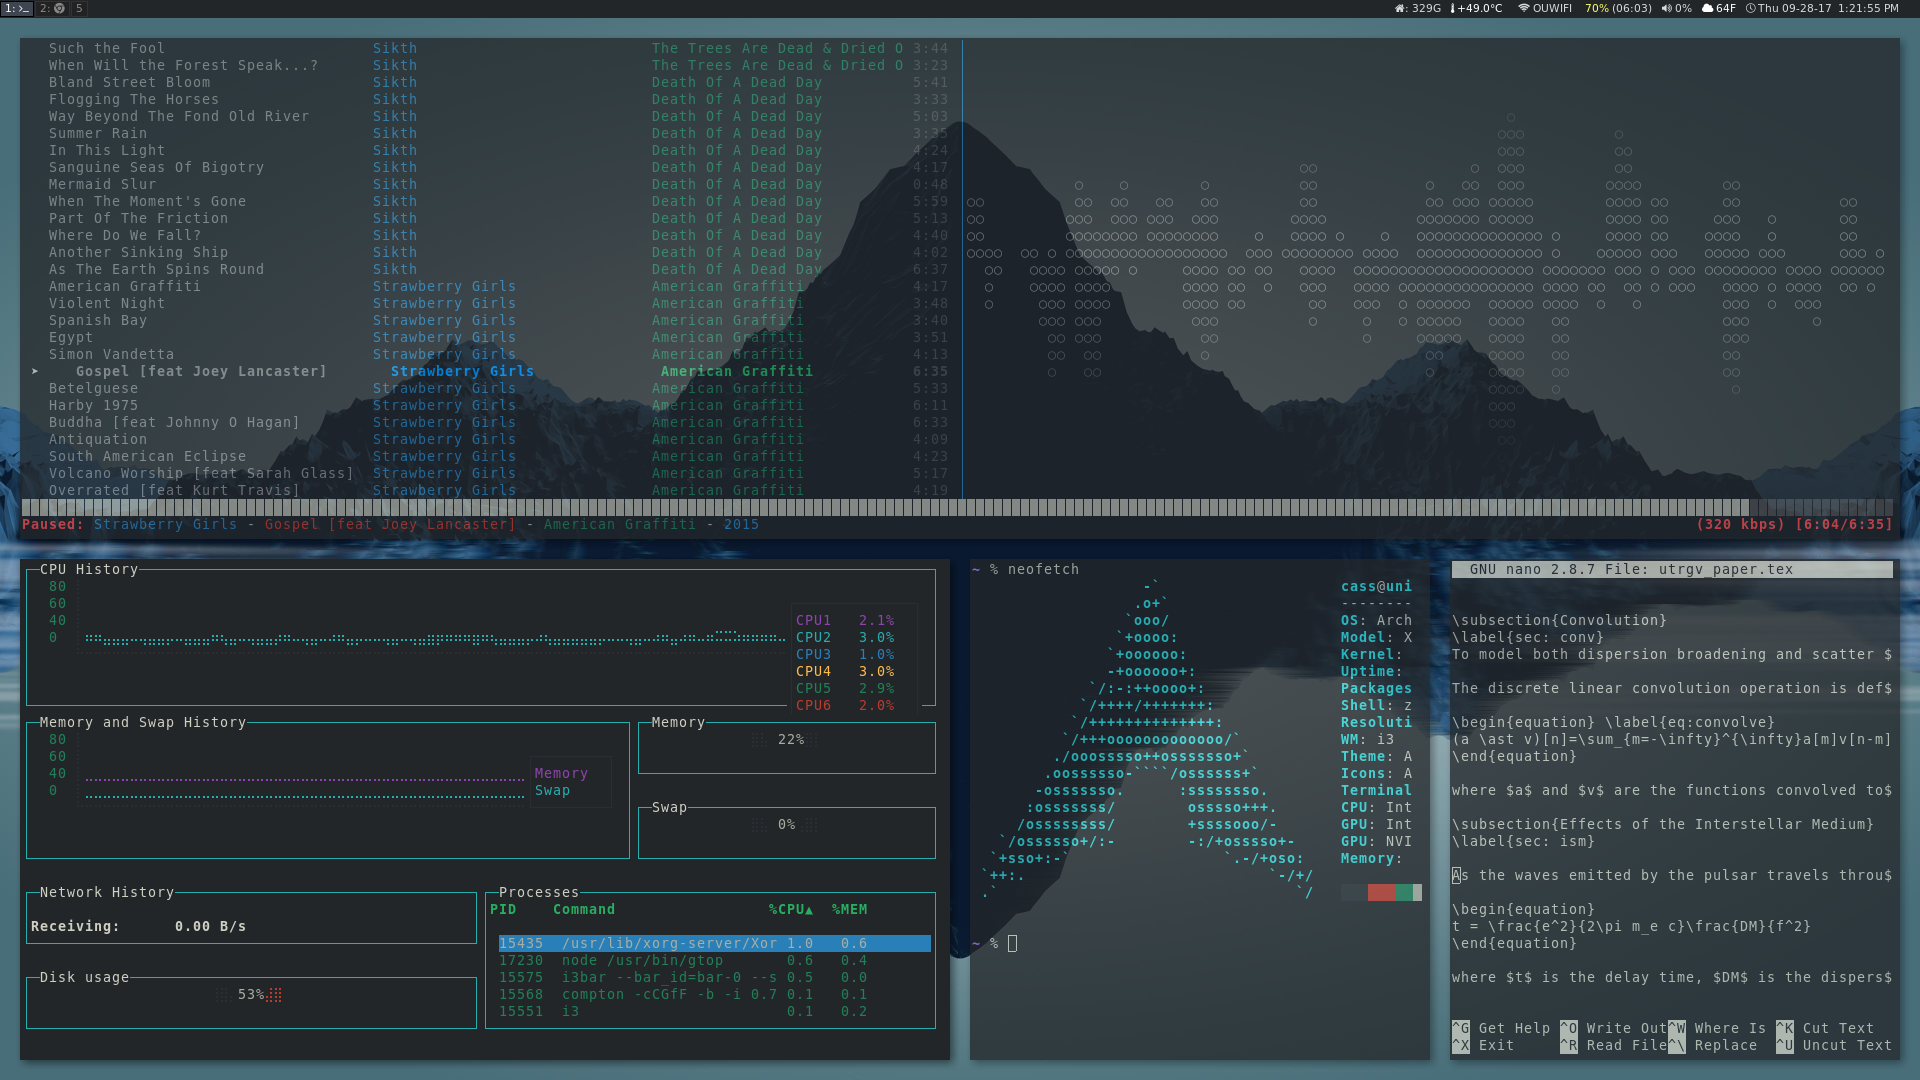 1: 2: 5 : 329G +49.0°C OUWIFI 70% (06:03) 0% 64F Thu 09-28-17 1:21:55 PM
Such the Fool Sikth The Trees Are Dead & Dried O 3:44
When Will the Forest Speak...? Sikth The Trees Are Dead & Dried O 3:23
Bland Street Bloom Sikth Death Of A Dead Day 5:41
Flogging The Horses Sikth Death Of A Dead Day 3:33
Way Beyond The Fond Old River Sikth Death Of A Dead Day 5:03
Summer Rain Sikth Death Of A Dead Day 3:35
In This Light Sikth Death Of A Dead Day 4:24
Sanguine Seas Of Bigotry Sikth Death Of A Dead Day 4:17
Mermaid Slur Sikth Death Of A Dead Day 0:48
When The Moment's Gone Sikth Death Of A Dead Day 5:59
Part Of The Friction Sikth Death Of A Dead Day 5:13
Where Do We Fall? Sikth Death Of A Dead Day 4:40
Another Sinking Ship Sikth Death Of A Dead Day 4:02
As The Earth Spins Round Sikth Death Of A Dead Day 6:37
American Graffiti Strawberry Girls American Graffiti 4:17
Violent Night Strawberry Girls American Graffiti 3:48
Spanish Bay Strawberry Girls American Graffiti 3:40
Egypt Strawberry Girls American Graffiti 3:51
Simon Vandetta Strawberry Girls American Graffiti 4:13
➤ Gospel [feat Joey Lancaster] Strawberry Girls American Graffiti 6:35
Betelguese Strawberry Girls American Graffiti 5:33
Harby 1975 Strawberry Girls American Graffiti 6:11
Buddha [feat Johnny O Hagan] Strawberry Girls American Graffiti 6:33
Antiquation Strawberry Girls American Graffiti 4:09
South American Eclipse Strawberry Girls American Graffiti 4:23
Volcano Worship [feat Sarah Glass] Strawberry Girls American Graffiti 5:17
Overrated [feat Kurt Travis] Strawberry Girls American Graffiti 4:19
Paused: Strawberry Girls - Gospel [feat Joey Lancaster] - American Graffiti - 2015 (320 kbps) [6:04/6:35]
CPU History
80
60
40
0
CPU1 2.1%
CPU2 3.0%
CPU3 1.0%
CPU4 3.0%
CPU5 2.9%
CPU6 2.0%
Memory and Swap History
80
60
40
0
Memory
Swap
Memory
22%
Swap
0%
Network History
Receiving: 0.00 B/s
Disk usage
53%
Processes
PID Command %CPU▲ %MEM
15435 /usr/lib/xorg-server/Xor 1.0 0.6
17230 node /usr/bin/gtop 0.6 0.4
15575 i3bar --bar_id=bar-0 --s 0.5 0.0
15568 compton -cCGfF -b -i 0.7 0.1 0.1
15551 i3 0.1 0.2
~ % neofetch
-`
.o+`
`ooo/
`+oooo:
`+oooooo:
-+oooooo+:
`/:-:++oooo+:
`/++++/+++++++:
`/++++++++++++++:
`/+++ooooooooooooo/`
./ooosssso++osssssso+`
.oossssso-````/ossssss+`
-osssssso. :ssssssso.
:osssssss/ osssso+++.
/ossssssss/ +ssssooo/-
`/ossssso+/:- -:/+osssso+-
`+sso+:-` `.-/+oso:
`++:. `-/+/
.` `/
cass@uni
--------
OS: Arch
Model: X
Kernel:
Uptime:
Packages
Shell: z
Resoluti
WM: i3
Theme: A
Icons: A
Terminal
CPU: Int
GPU: Int
GPU: NVI
Memory:
~ %
GNU nano 2.8.7 File: utrgv_paper.tex
\subsection{Convolution}
\label{sec: conv}
To model both dispersion broadening and scatter $
The discrete linear convolution operation is def$
\begin{equation} \label{eq:convolve}
(a \ast v)[n]=\sum_{m=-\infty}^{\infty}a[m]v[n-m]
\end{equation}
where $a$ and $v$ are the functions convolved to$
\subsection{Effects of the Interstellar Medium}
\label{sec: ism}
As the waves emitted by the pulsar travels throu$
\begin{equation}
t = \frac{e^2}{2\pi m_e c}\frac{DM}{f^2}
\end{equation}
where $t$ is the delay time, $DM$ is the dispers$
^G Get Help ^O Write Out ^W Where Is ^K Cut Text
^X Exit ^R Read File ^\ Replace ^U Uncut Text